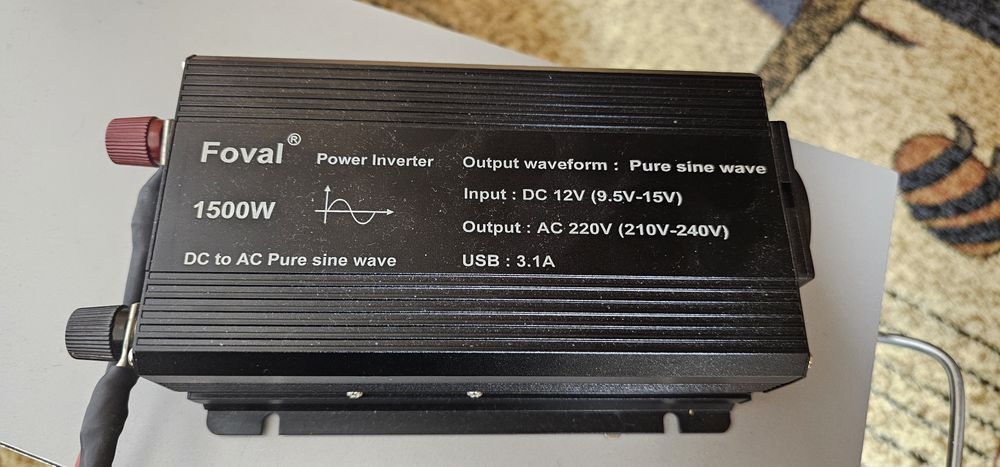 Foval®
Power Inverter
1500W
DC to AC Pure sine wave
Output waveform : Pure sine wave
Input : DC 12V (9.5V-15V)
Output : AC 220V (210V-240V)
USB : 3.1A